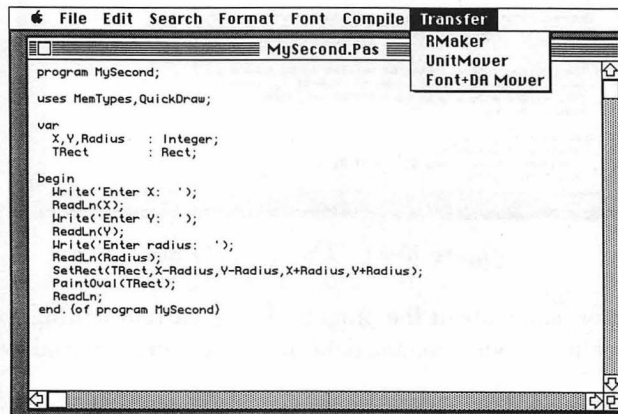 File Edit Search Format Font Compile Transfer
RMaker
UnitMover
Font+DA Mover
MySecond.Pas
program MySecond;
uses MemTypes,QuickDraw;
var
X,Y,Radius : Integer;
TRect : Rect;
begin
Write('Enter X: ');
ReadLn(X);
Write('Enter Y: ');
ReadLn(Y);
Write('Enter radius: ');
ReadLn(Radius);
SetRect(TRect,X-Radius,Y-Radius,X+Radius,Y+Radius);
PaintOval(TRect);
ReadLn;
end.{of program MySecond}